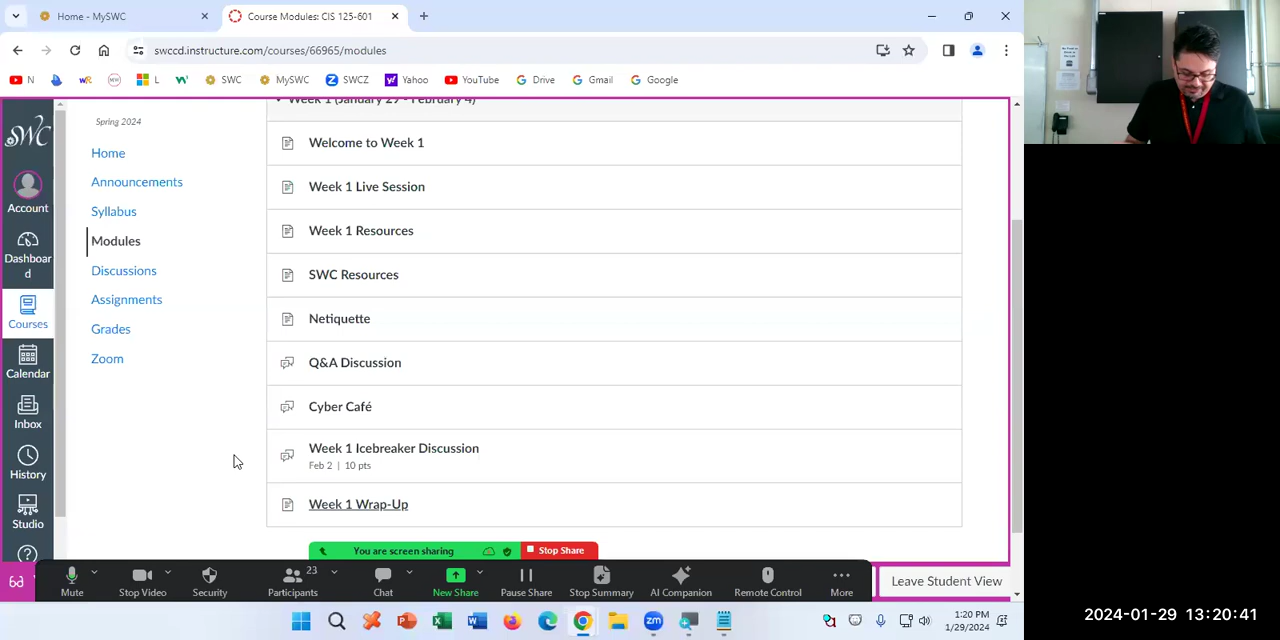 Home - MySWC
Course Modules: CIS 125-601
swccd.instructure.com/courses/66965/modules
N
L
SWC
MySWC
SWCD
Yahoo
YouTube
Drive
Gmail
Google
SWC
Account
Dashboar
d
Courses
Calendar
Inbox
History
Studio
Spring 2024
Home
Announcements
Syllabus
Modules
Discussions
Assignments
Grades
Zoom
Week 1 (January 29 - February 4)
Welcome to Week 1
Week 1 Live Session
Week 1 Resources
SWC Resources
Netiquette
Q&A Discussion
Cyber Café
Week 1 Icebreaker Discussion
Feb 2 | 10 pts
Week 1 Wrap-Up
You are screen sharing
Stop Share
Mute
Stop Video
Security
23
Participants
Chat
New Share
Pause Share
Stop Summary
AI Companion
Remote Control
More
Leave Student View
1:20 PM
1/29/2024
2024-01-29 13:20:41